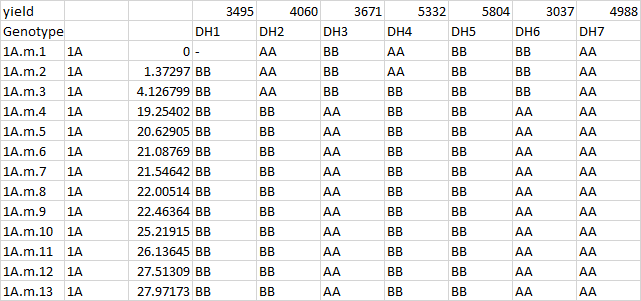 yield 3495 4060 3671 5332 5804 3037 4988
Genotype DH1 DH2 DH3 DH4 DH5 DH6 DH7
1A.m.1 1A 0 - AA BB AA BB BB AA
1A.m.2 1A 1.37297 BB AA BB AA BB BB AA
1A.m.3 1A 4.126799 BB AA BB BB BB BB AA
1A.m.4 1A 19.25402 BB BB AA BB BB AA AA
1A.m.5 1A 20.62905 BB BB AA BB BB AA AA
1A.m.6 1A 21.08769 BB BB AA BB BB AA AA
1A.m.7 1A 21.54642 BB BB AA BB BB AA AA
1A.m.8 1A 22.00514 BB BB AA BB BB AA AA
1A.m.9 1A 22.46364 BB BB AA BB BB AA AA
1A.m.10 1A 25.21915 BB BB AA BB BB AA AA
1A.m.11 1A 26.13645 BB BB AA BB BB AA AA
1A.m.12 1A 27.51309 BB BB AA BB BB AA AA
1A.m.13 1A 27.97173 BB BB AA BB BB AA AA